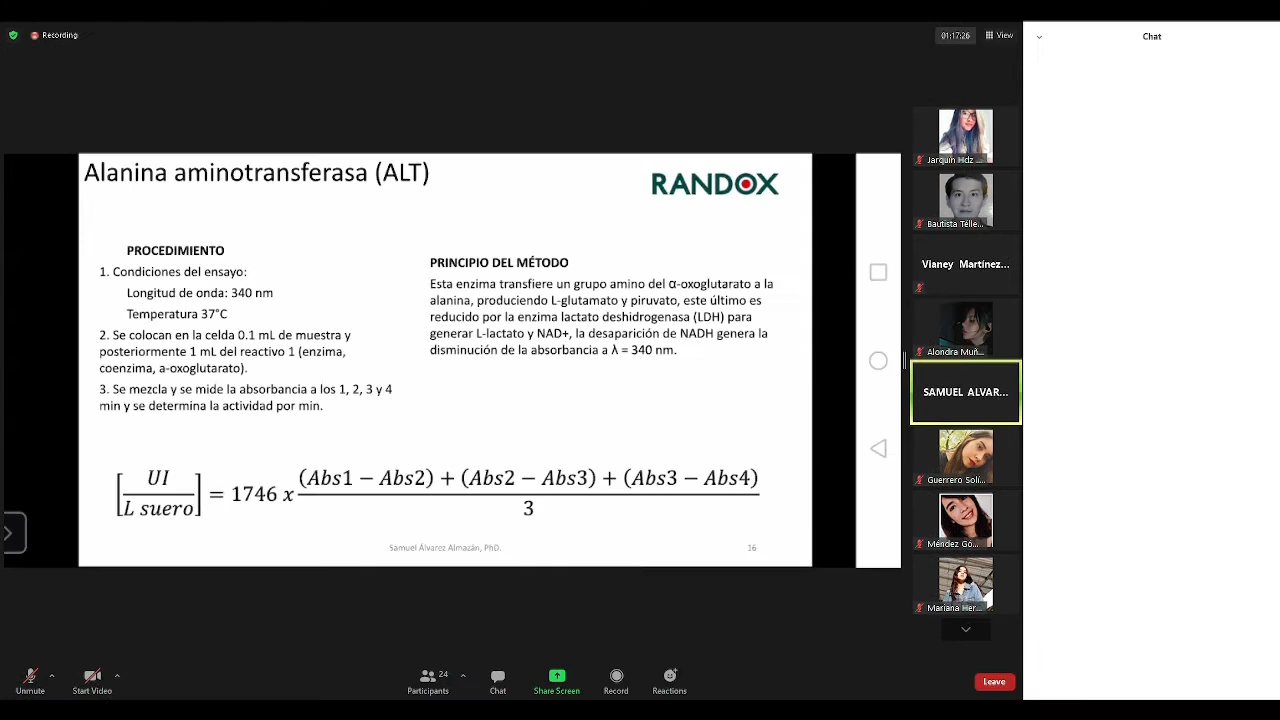 Recording
01:17:26
View
Chat
Alanina aminotransferasa (ALT)
RANDOX
PROCEDIMIENTO
1. Condiciones del ensayo:
Longitud de onda: 340 nm
Temperatura 37°C
2. Se colocan en la celda 0.1 mL de muestra y
posteriormente 1 mL del reactivo 1 (enzima,
coenzima, a-oxoglutarato).
3. Se mezcla y se mide la absorbancia a los 1, 2, 3 y 4
min y se determina la actividad por min.
PRINCIPIO DEL MÉTODO
Esta enzima transfiere un grupo amino del α-oxoglutarato a la
alanina, produciendo L-glutamato y piruvato, este último es
reducido por la enzima lactato deshidrogenasa (LDH) para
generar L-lactato y NAD+, la desaparición de NADH genera la
disminución de la absorbancia a λ = 340 nm.
[UI / L suero] = 1746 x (Abs1 − Abs2) + (Abs2 − Abs3) + (Abs3 − Abs4) / 3
Samuel Álvarez Almazán, PhD.
16
Jarquin Hdz ...
Bautista Télle...
Vianey Martínez...
Alondra Muñ...
SAMUEL ALVAR...
Guerrero Solí...
Méndez Gó...
Mariana Her...
Unmute
Start Video
24
Participants
Chat
Share Screen
Record
Reactions
Leave